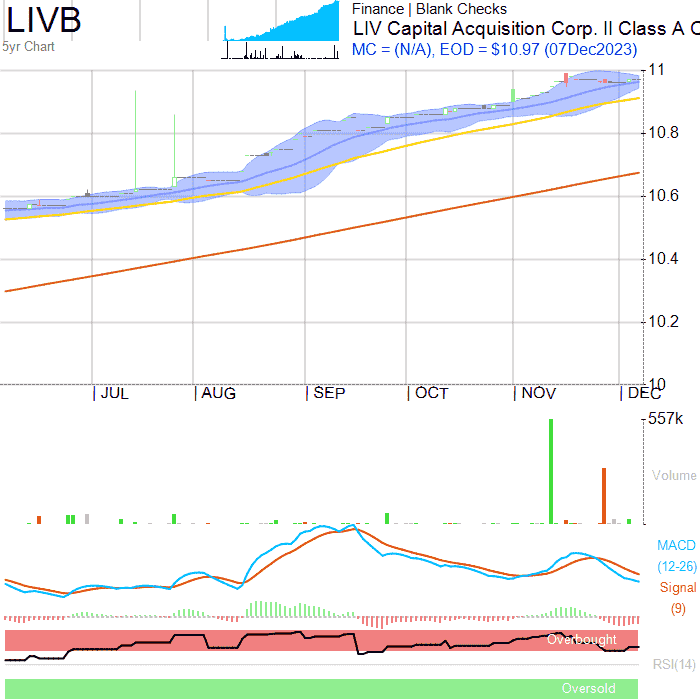 LIVB
5yr Chart
Finance | Blank Checks
LIV Capital Acquisition Corp. II Class A
MC = (N/A), EOD = $10.97 (07Dec2023)
11
10.8
10.6
10.4
10.2
10
JUL AUG SEP OCT NOV DEC
557k
Volume
MACD
(12-26)
Signal
(9)
Overbought
RSI(14)
Oversold